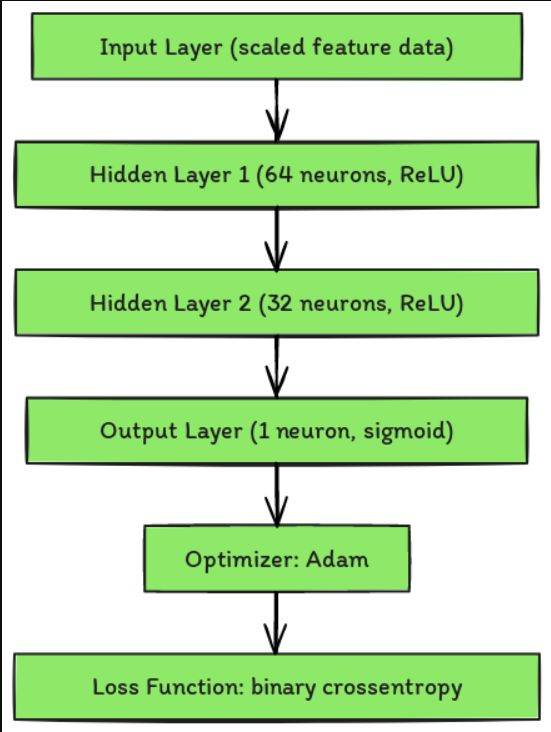 Input Layer (scaled feature data)
Hidden Layer 1 (64 neurons, ReLU)
Hidden Layer 2 (32 neurons, ReLU)
Output Layer (1 neuron, sigmoid)
Optimizer: Adam
Loss Function: binary crossentropy